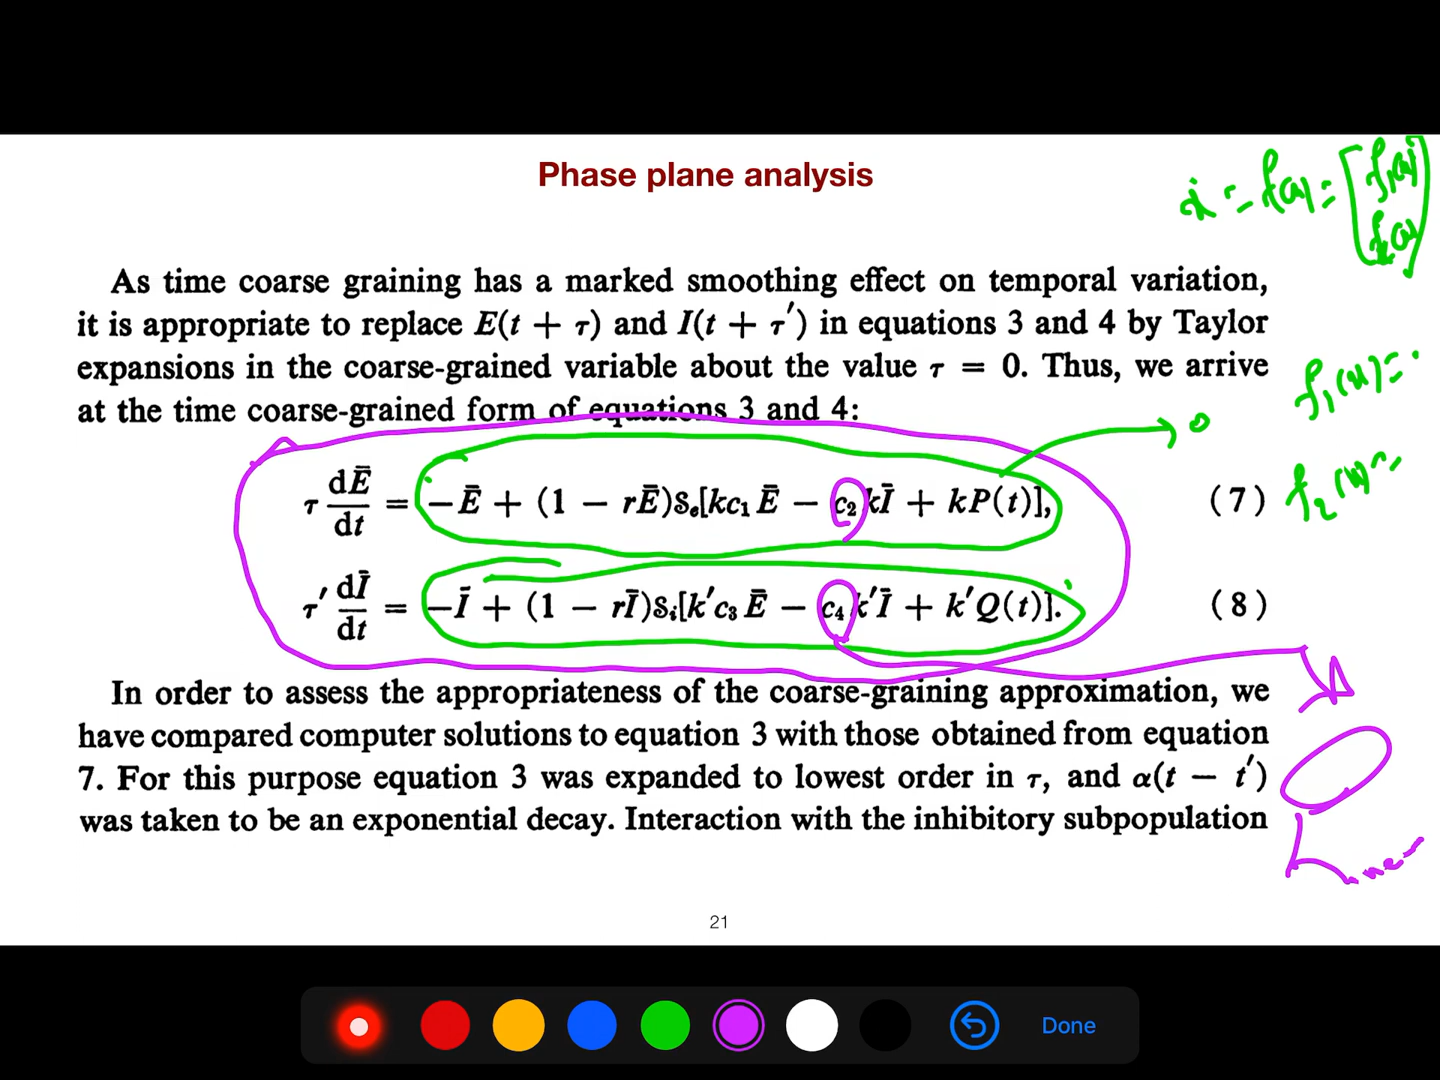 Phase plane analysis
As time coarse graining has a marked smoothing effect on temporal variation,
it is appropriate to replace E(t + τ) and I(t + τ′) in equations 3 and 4 by Taylor
expansions in the coarse-grained variable about the value τ = 0. Thus, we arrive
at the time coarse-grained form of equations 3 and 4:
τ dĒ/dt = −Ē + (1 − rĒ)Sₑ[kc₁Ē − c₂kĪ + kP(t)], (7)
τ′ dĪ/dt = −Ī + (1 − rĪ)Sᵢ[k′c₃Ē − c₄k′Ī + k′Q(t)]. (8)
In order to assess the appropriateness of the coarse-graining approximation, we
have compared computer solutions to equation 3 with those obtained from equation
7. For this purpose equation 3 was expanded to lowest order in τ, and α(t − t′)
was taken to be an exponential decay. Interaction with the inhibitory subpopulation
21
Done